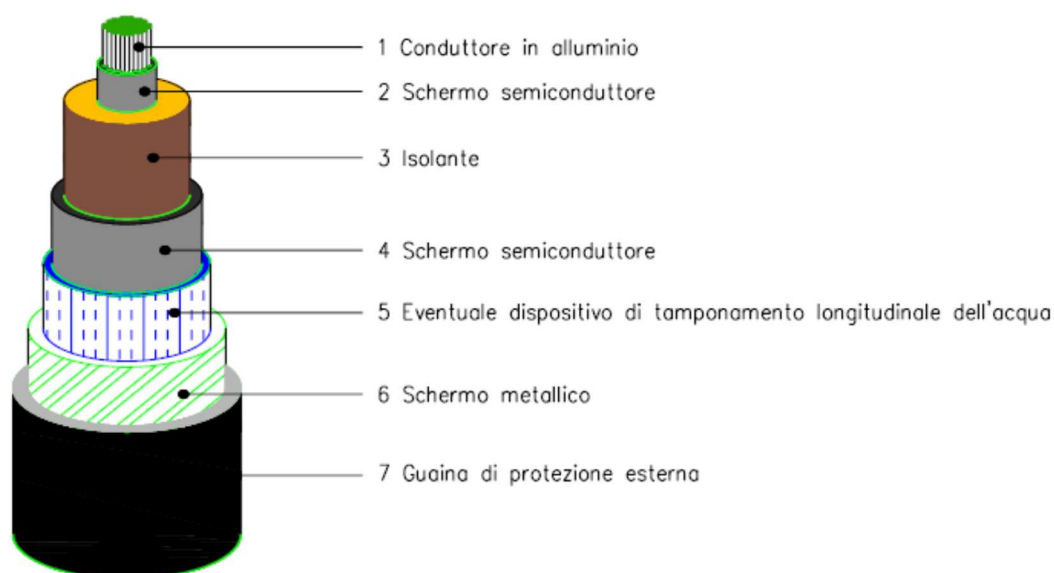 1 Conduttore in alluminio
2 Schermo semiconduttore
3 Isolante
4 Schermo semiconduttore
5 Eventuale dispositivo di tamponamento longitudinale dell'acqua
6 Schermo metallico
7 Guaina di protezione esterna